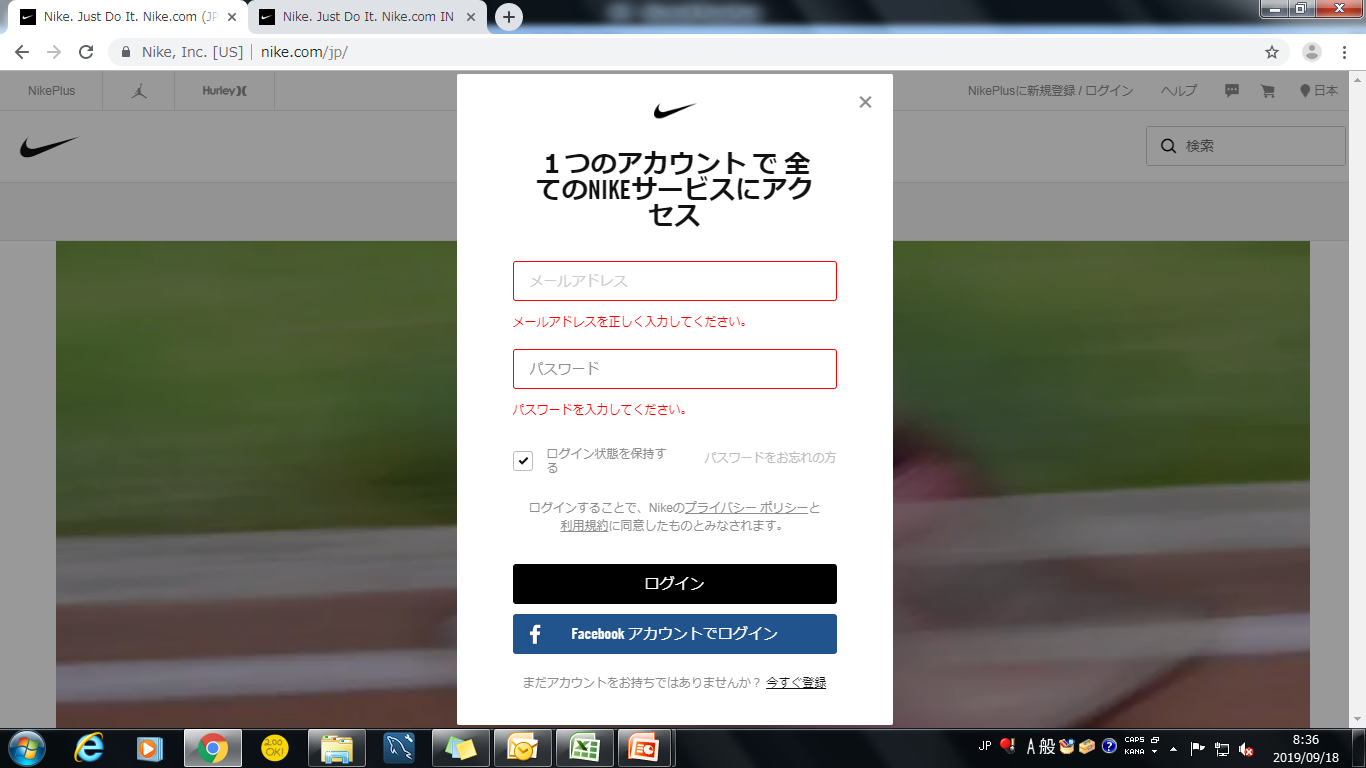 Nike. Just Do It. Nike.com (JP
Nike. Just Do It. Nike.com IN
Nike, Inc. [US]
nike.com/jp/
NikePlus
Hurley
NikePlusに新規登録 / ログイン
ヘルプ
日本
検索
１つのアカウント で 全
てのNIKEサービスにアク
セス
メールアドレス
メールアドレスを正しく入力してください。
パスワード
パスワードを入力してください。
ログイン状態を保持す
る
パスワードをお忘れの方
ログインすることで、Nikeのプライバシー ポリシーと
利用規約に同意したものとみなされます。
ログイン
Facebook アカウントでログイン
まだアカウントをお持ちではありませんか？ 今すぐ登録
2.00
OK!
JP
A 般
CAPS
KANA
8:36
2019/09/18